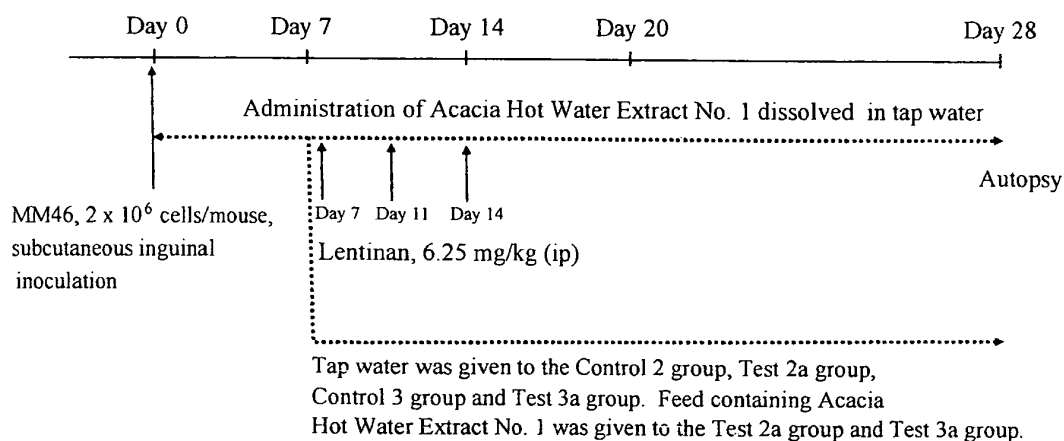 Day 0 Day 7 Day 14 Day 20 Day 28
Administration of Acacia Hot Water Extract No. 1 dissolved in tap water
Autopsy
MM46, 2 x 10⁶ cells/mouse,
subcutaneous inguinal
inoculation
Day 7 Day 11 Day 14
Lentinan, 6.25 mg/kg (ip)
Tap water was given to the Control 2 group, Test 2a group,
Control 3 group and Test 3a group. Feed containing Acacia
Hot Water Extract No. 1 was given to the Test 2a group and Test 3a group.